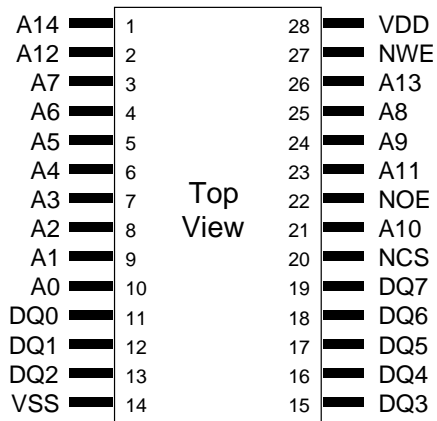 A14 1 28 VDD
A12 2 27 NWE
A7 3 26 A13
A6 4 25 A8
A5 5 24 A9
A4 6 23 A11
A3 7 Top 22 NOE
A2 8 View 21 A10
A1 9 20 NCS
A0 10 19 DQ7
DQ0 11 18 DQ6
DQ1 12 17 DQ5
DQ2 13 16 DQ4
VSS 14 15 DQ3